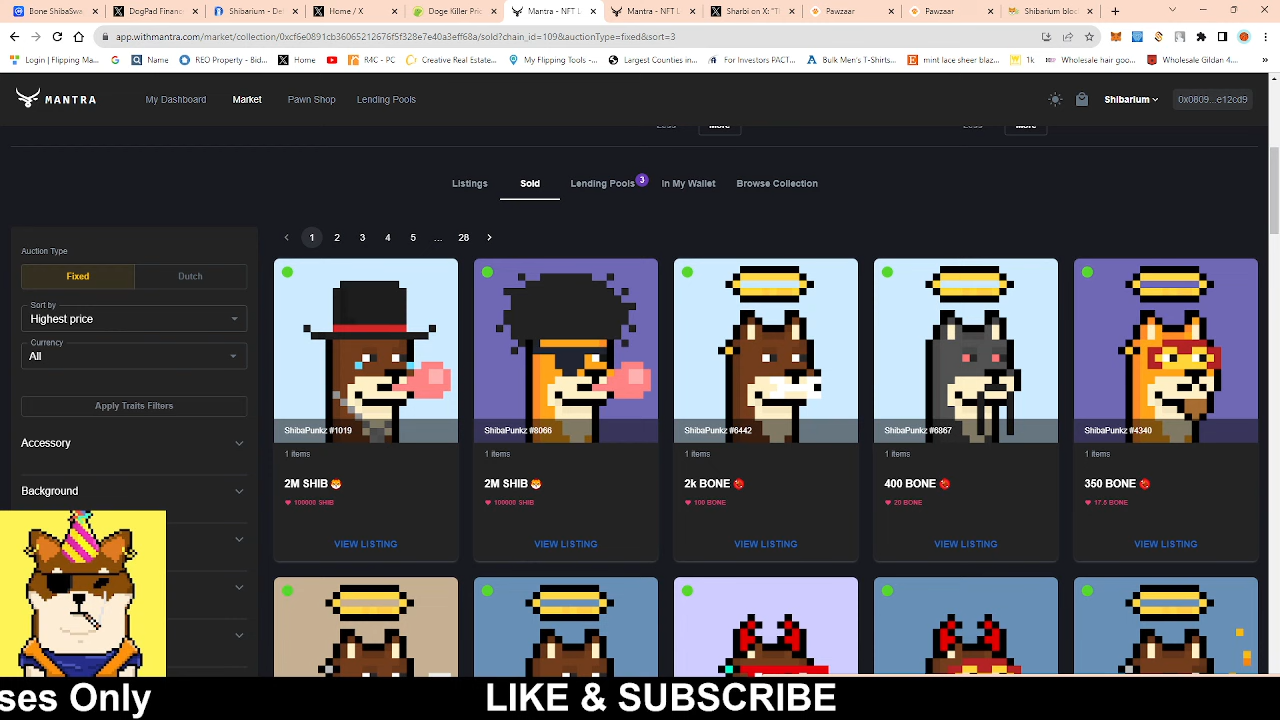 Bone ShibaSwa
DogPad Financ
Shibarium - De
Home / X
Doge Killer Pric
Mantra - NFT L
Mantra - NFT L
Sharbi on X: "Ti
Pawzaar
Pawzaar
Shibarium bloc
app.withmantra.com/market/collection/0xcf6e0891cb36065212676f5f328e7e40a3eff68a/sold?chain_id=109&auctionType=fixed&sort=3
Login | Flipping Ma...
Name
REO Property - Bid...
Home
R4C - PC
Creative Real Estate...
My Flipping Tools -...
Largest Counties in...
For Investors PACT...
Bulk Men's T-Shirts...
mint lace sheer blaz...
1k
Wholesale hair goo...
Wholesale Gildan 4...
MANTRA
My Dashboard
Market
Pawn Shop
Lending Pools
Shibarium
0x0809...e12cd9
Less
More
Less
More
Listings
Sold
Lending Pools 3
In My Wallet
Browse Collection
Auction Type
Fixed
Dutch
Sort by
Highest price
Currency
All
Apply Traits Filters
Accessory
Background
1 2 3 4 5 ... 28
ShibaPunkz #1019
ShibaPunkz #8066
ShibaPunkz #6442
ShibaPunkz #6867
ShibaPunkz #4340
1 items
1 items
1 items
1 items
1 items
2M SHIB
2M SHIB
2k BONE
400 BONE
350 BONE
100000 SHIB
100000 SHIB
100 BONE
20 BONE
17.5 BONE
VIEW LISTING
VIEW LISTING
VIEW LISTING
VIEW LISTING
VIEW LISTING
ses Only
LIKE & SUBSCRIBE